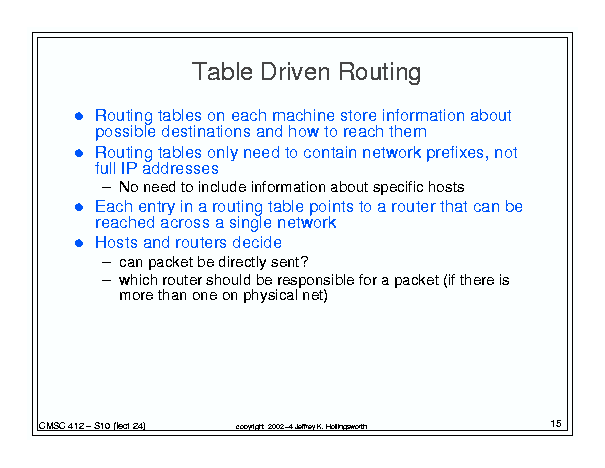 Table Driven Routing
● Routing tables on each machine store information about
possible destinations and how to reach them
● Routing tables only need to contain network prefixes, not
full IP addresses
– No need to include information about specific hosts
● Each entry in a routing table points to a router that can be
reached across a single network
● Hosts and routers decide
– can packet be directly sent?
– which router should be responsible for a packet (if there is
more than one on physical net)
CMSC 412 – S10 (lect 24)
copyright 2002-4 Jeffrey K. Hollingsworth
15